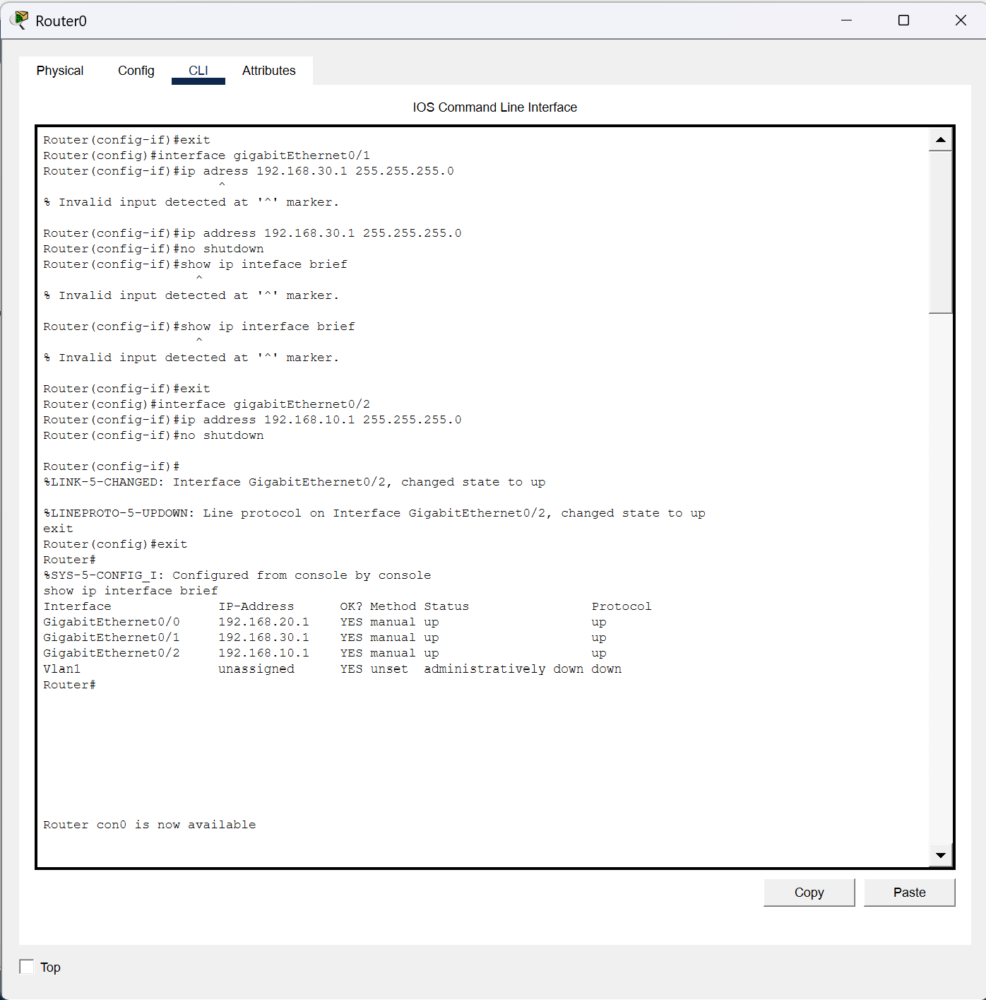 Router0
Physical Config CLI Attributes
IOS Command Line Interface
Router(config-if)#exit
Router(config)#interface gigabitEthernet0/1
Router(config-if)#ip adress 192.168.30.1 255.255.255.0
^
% Invalid input detected at '^' marker.
Router(config-if)#ip address 192.168.30.1 255.255.255.0
Router(config-if)#no shutdown
Router(config-if)#show ip inteface brief
^
% Invalid input detected at '^' marker.
Router(config-if)#show ip interface brief
^
% Invalid input detected at '^' marker.
Router(config-if)#exit
Router(config)#interface gigabitEthernet0/2
Router(config-if)#ip address 192.168.10.1 255.255.255.0
Router(config-if)#no shutdown
Router(config-if)#
%LINK-5-CHANGED: Interface GigabitEthernet0/2, changed state to up
%LINEPROTO-5-UPDOWN: Line protocol on Interface GigabitEthernet0/2, changed state to up
exit
Router(config)#exit
Router#
%SYS-5-CONFIG_I: Configured from console by console
show ip interface brief
Interface IP-Address OK? Method Status Protocol
GigabitEthernet0/0 192.168.20.1 YES manual up up
GigabitEthernet0/1 192.168.30.1 YES manual up up
GigabitEthernet0/2 192.168.10.1 YES manual up up
Vlan1 unassigned YES unset administratively down down
Router#
Router con0 is now available
Copy Paste
Top